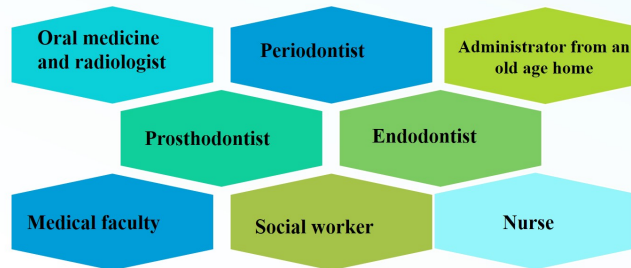 Oral medicine
and radiologist
Periodontist
Administrator from an
old age home
Prosthodontist
Endodontist
Medical faculty
Social worker
Nurse